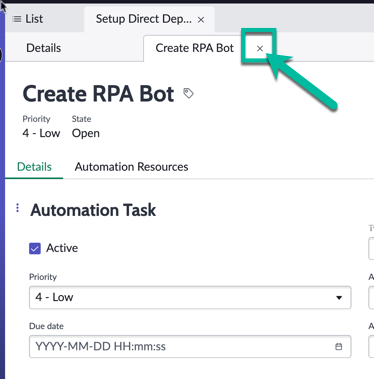 List
Setup Direct Dep... ×
Details
Create RPA Bot ×
Create RPA Bot
Priority State
4 - Low Open
Details Automation Resources
Automation Task
Active
Priority
4 - Low
Due date
YYYY-MM-DD HH:mm:ss